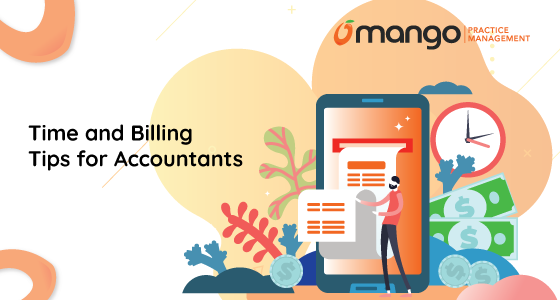 mango PRACTICE
MANAGEMENT
Time and Billing
Tips for Accountants
$
$
$
$
$